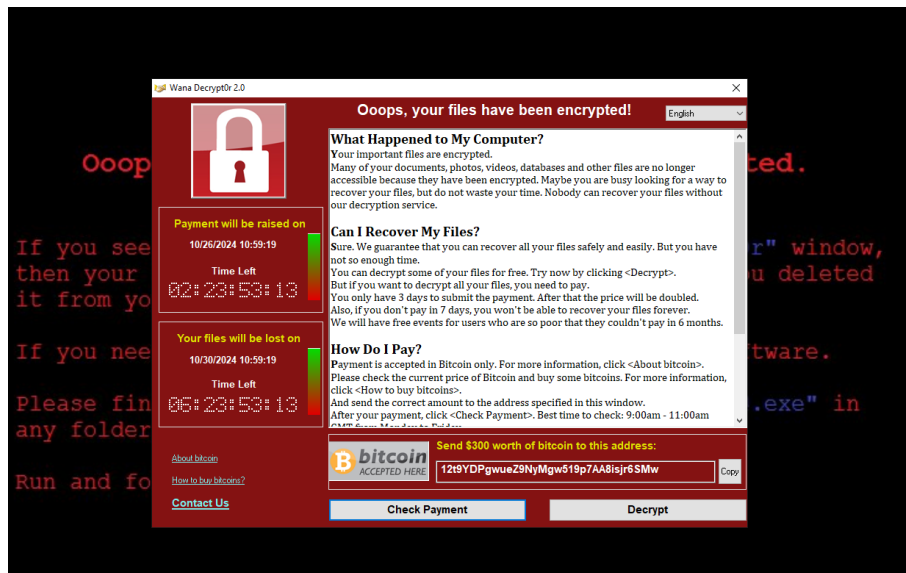 Wana Decrypt0r 2.0
Ooops, your files have been encrypted!
English
What Happened to My Computer?
Your important files are encrypted.
Many of your documents, photos, videos, databases and other files are no longer
accessible because they have been encrypted. Maybe you are busy looking for a way to
recover your files, but do not waste your time. Nobody can recover your files without
our decryption service.
Can I Recover My Files?
Sure. We guarantee that you can recover all your files safely and easily. But you have
not so enough time.
You can decrypt some of your files for free. Try now by clicking <Decrypt>.
But if you want to decrypt all your files, you need to pay.
You only have 3 days to submit the payment. After that the price will be doubled.
Also, if you don't pay in 7 days, you won't be able to recover your files forever.
We will have free events for users who are so poor that they couldn't pay in 6 months.
How Do I Pay?
Payment is accepted in Bitcoin only. For more information, click <About bitcoin>.
Please check the current price of Bitcoin and buy some bitcoins. For more information,
click <How to buy bitcoins>.
And send the correct amount to the address specified in this window.
After your payment, click <Check Payment>. Best time to check: 9:00am - 11:00am
GMT from Monday to Friday.
Payment will be raised on
10/26/2024 10:59:19
Time Left
02:23:53:13
Your files will be lost on
10/30/2024 10:59:19
Time Left
06:23:53:13
About bitcoin
How to buy bitcoins?
Contact Us
bitcoin
ACCEPTED HERE
Send $300 worth of bitcoin to this address:
12t9YDPgwueZ9NyMgw519p7AA8isjr6SMw
Copy
Check Payment
Decrypt
Ooop
ted.
If you see
r" window,
then your
u deleted
it from yo
If you nee
tware.
Please fin
.exe" in
any folder
Run and fo